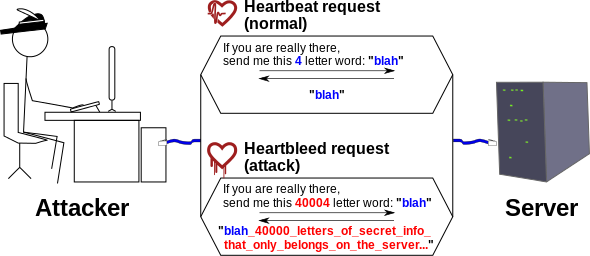 Heartbeat request
(normal)
If you are really there,
send me this 4 letter word: "blah"
"blah"
Heartbleed request
(attack)
If you are really there,
send me this 40004 letter word: "blah"
"blah_40000_letters_of_secret_info_
that_only_belongs_on_the_server..."
Attacker
Server